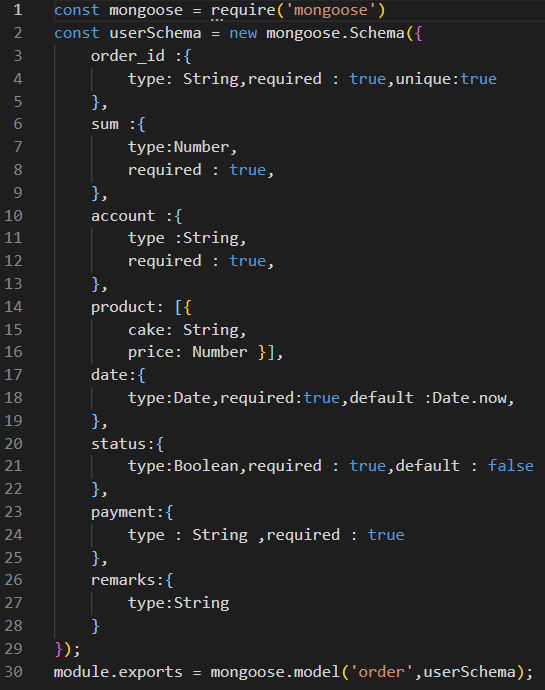 1 const mongoose = require('mongoose')
2 const userSchema = new mongoose.Schema({
3     order_id :{
4         type: String,required : true,unique:true
5     },
6     sum :{
7         type:Number,
8         required : true,
9     },
10     account :{
11         type :String,
12         required : true,
13     },
14     product: [{
15         cake: String,
16         price: Number }],
17     date:{
18         type:Date,required:true,default :Date.now,
19     },
20     status:{
21         type:Boolean,required : true,default : false
22     },
23     payment:{
24         type : String ,required : true
25     },
26     remarks:{
27         type:String
28     }
29 });
30 module.exports = mongoose.model('order',userSchema);